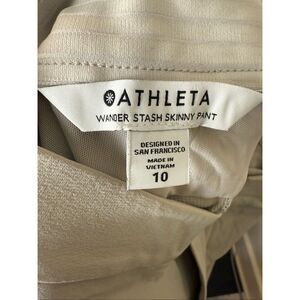 ATHLETA
WANDER STASH SKINNY PANT
DESIGNED IN
SAN FRANCISCO
MADE IN
VIETNAM
10